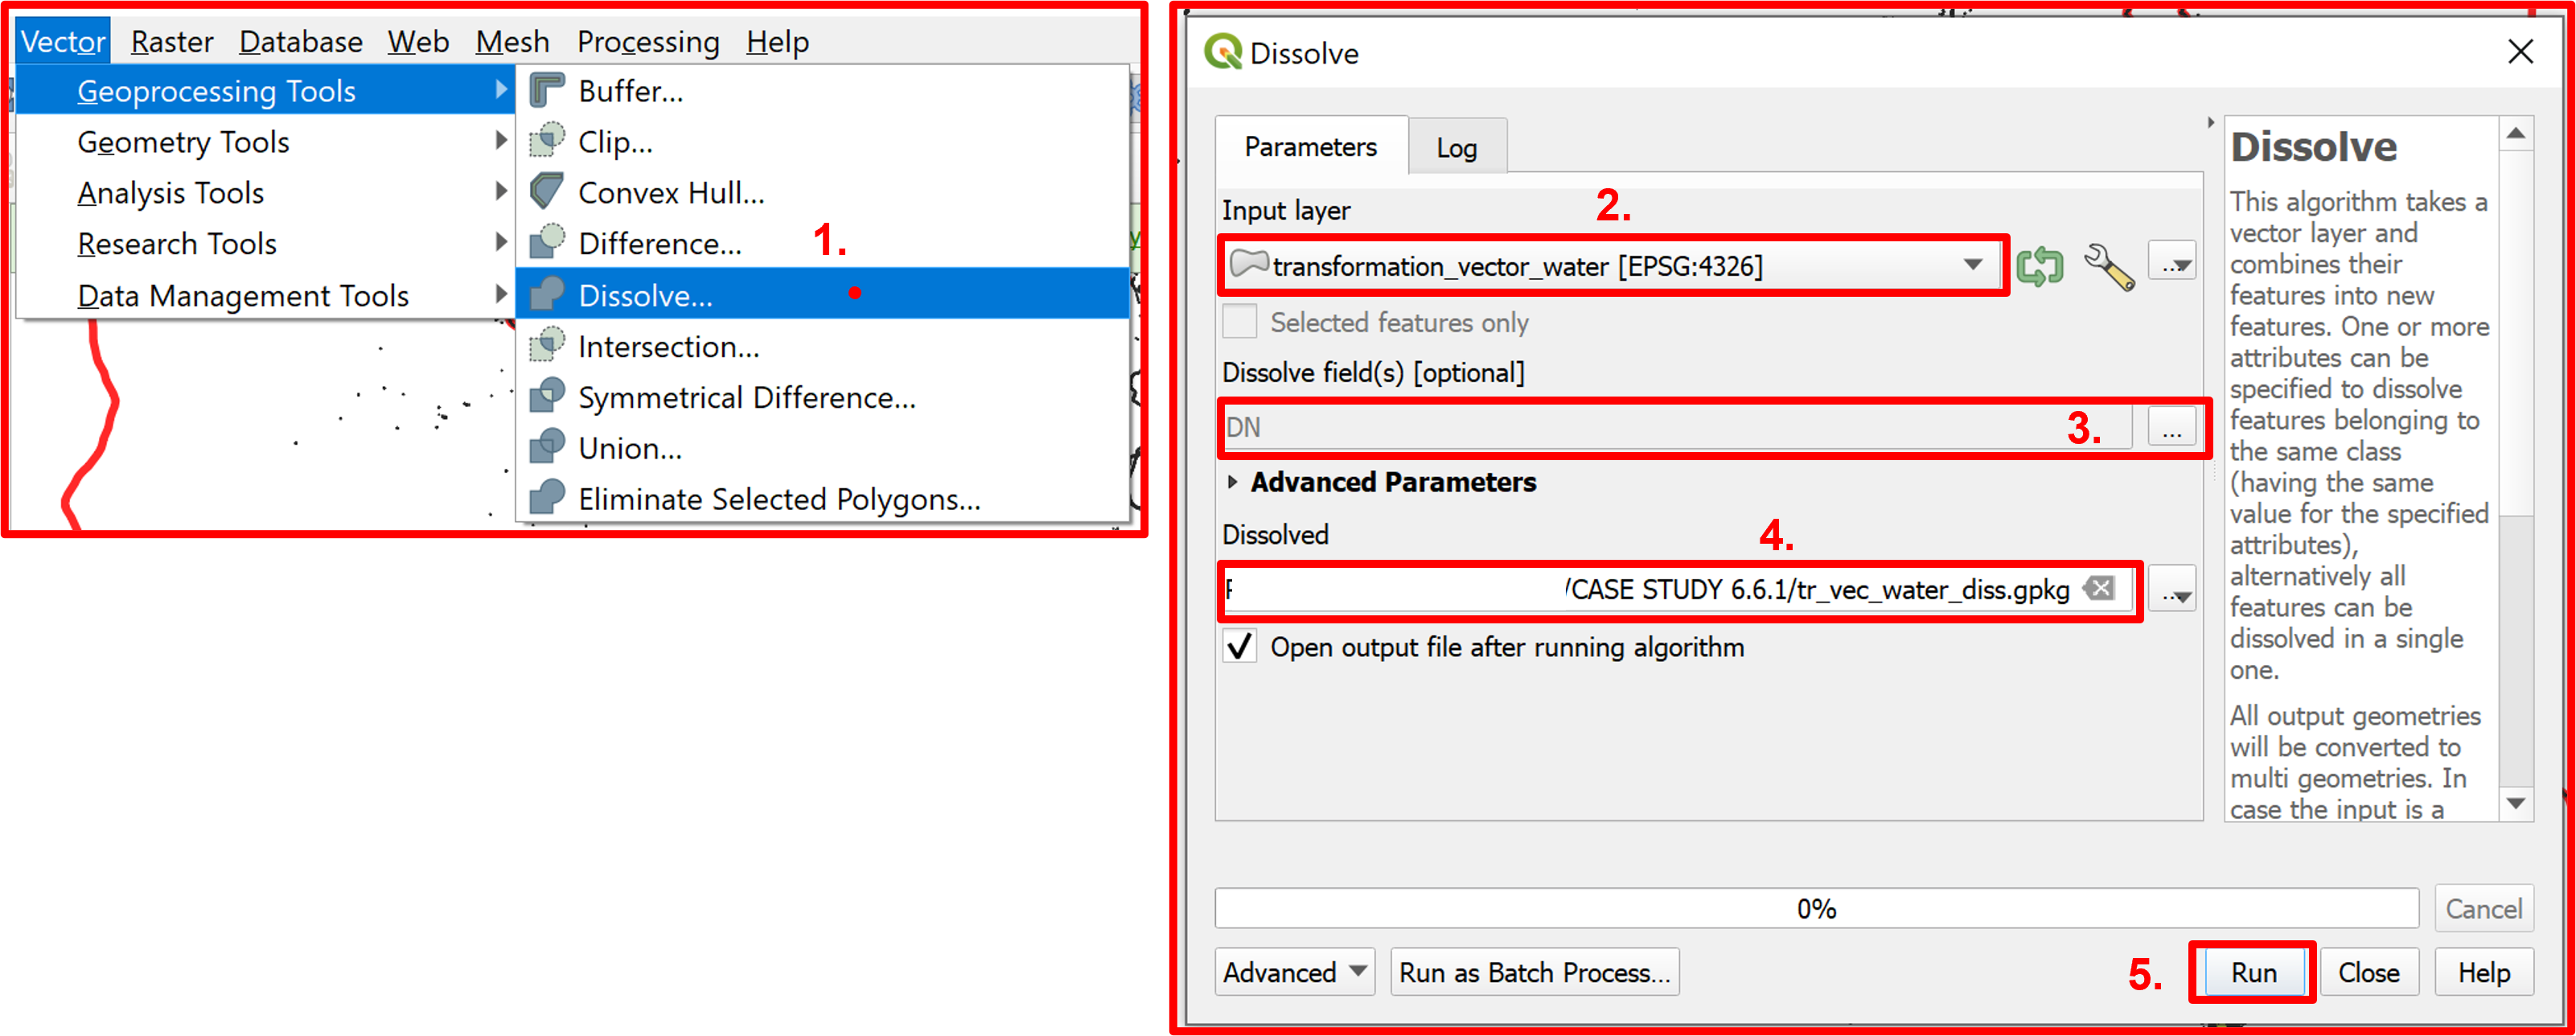 Vector Raster Database Web Mesh Processing Help
Geoprocessing Tools
Geometry Tools
Analysis Tools
Research Tools
Data Management Tools
Buffer...
Clip...
Convex Hull...
Difference...
1.
Dissolve...
Intersection...
Symmetrical Difference...
Union...
Eliminate Selected Polygons...
Dissolve
Parameters Log
Input layer
2.
transformation_vector_water [EPSG:4326]
...
Selected features only
Dissolve field(s) [optional]
DN
3.
...
Advanced Parameters
Dissolved
4.
/CASE STUDY 6.6.1/tr_vec_water_diss.gpkg
...
Open output file after running algorithm
Dissolve
This algorithm takes a
vector layer and
combines their
features into new
features. One or more
attributes can be
specified to dissolve
features belonging to
the same class
(having the same
value for the specified
attributes),
alternatively all
features can be
dissolved in a single
one.
All output geometries
will be converted to
multi geometries. In
case the input is a
0%
Cancel
Advanced Run as Batch Process...
5.
Run Close Help